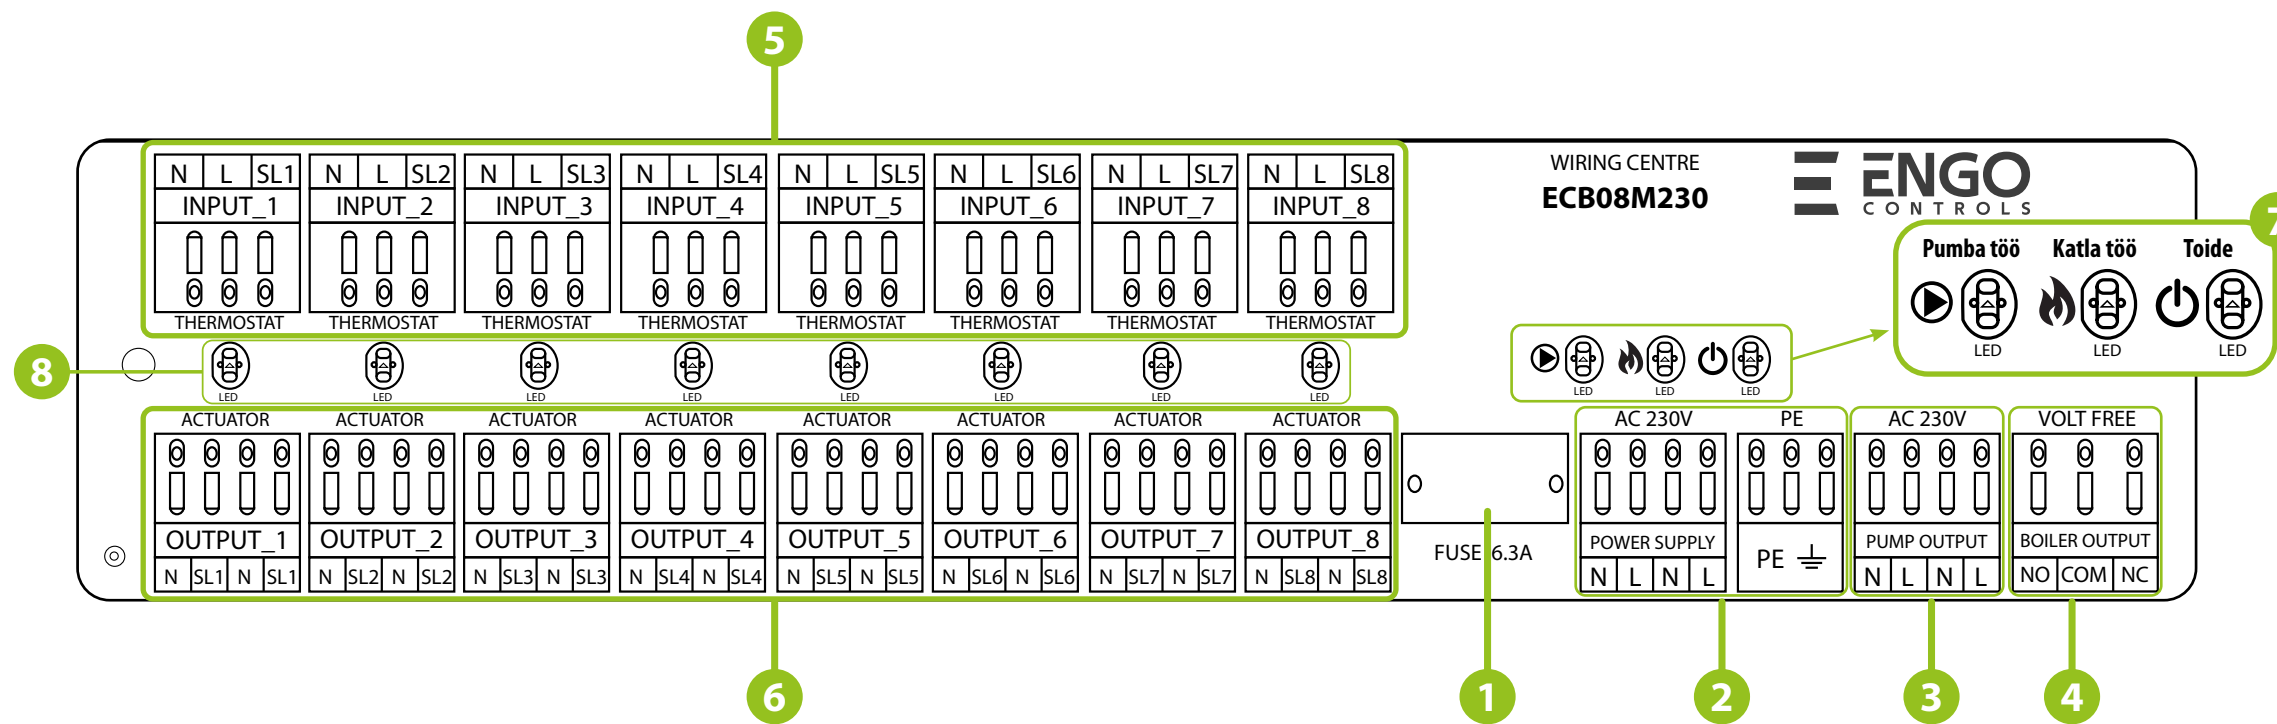 5
N L SL1 N L SL2 N L SL3 N L SL4 N L SL5 N L SL6 N L SL7 N L SL8
INPUT_1 INPUT_2 INPUT_3 INPUT_4 INPUT_5 INPUT_6 INPUT_7 INPUT_8
THERMOSTAT THERMOSTAT THERMOSTAT THERMOSTAT THERMOSTAT THERMOSTAT THERMOSTAT THERMOSTAT
WIRING CENTRE
ECB08M230
ENGO
CONTROLS
7
Pumba töö Katla töö Toide
LED LED LED
8
LED LED LED LED LED LED LED LED
LED LED LED
ACTUATOR ACTUATOR ACTUATOR ACTUATOR ACTUATOR ACTUATOR ACTUATOR ACTUATOR
OUTPUT_1 OUTPUT_2 OUTPUT_3 OUTPUT_4 OUTPUT_5 OUTPUT_6 OUTPUT_7 OUTPUT_8
N SL1 N SL1 N SL2 N SL2 N SL3 N SL3 N SL4 N SL4 N SL5 N SL5 N SL6 N SL6 N SL7 N SL7 N SL8 N SL8
FUSE 6.3A
AC 230V PE AC 230V VOLT FREE
POWER SUPPLY PE PUMP OUTPUT BOILER OUTPUT
N L N L N L N L NO COM NC
6 1 2 3 4